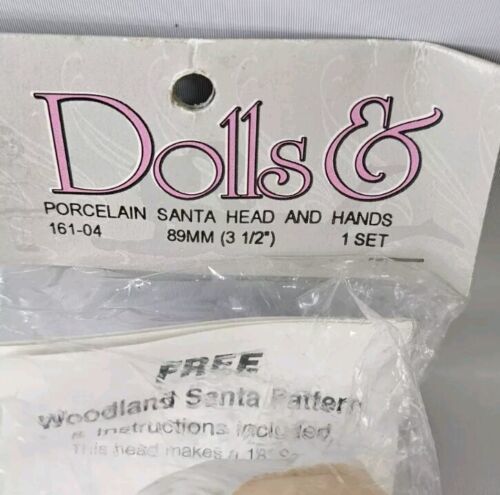 Dolls &
PORCELAIN SANTA HEAD AND HANDS
161-04 89MM (3 1/2") 1 SET
FREE
Woodland Santa Pattern
& Instructions included
This head makes a 18"